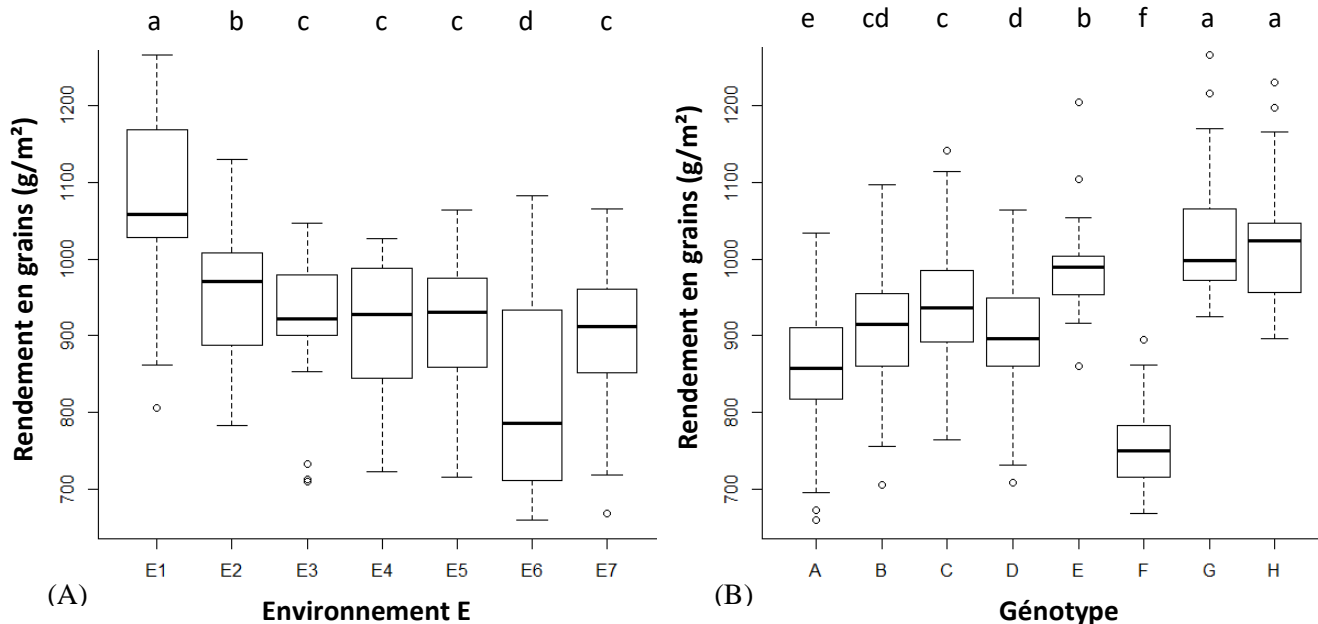 a b c c c d c
Rendement en grains (g/m²)
1200
1100
1000
900
800
700
E1 E2 E3 E4 E5 E6 E7
(A)
Environnement E
e cd c d b f a a
Rendement en grains (g/m²)
1200
1100
1000
900
800
700
A B C D E F G H
(B)
Génotype